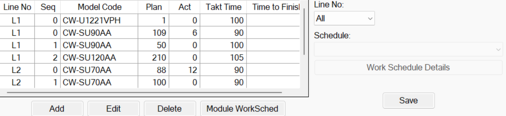 Line No Seq Model Code Plan Act Takt Time Time to Finis
L1 0 CW-U1221VPH 1 0 100
L1 0 CW-SU90AA 109 6 90
L1 1 CW-SU90AA 50 0 100
L1 2 CW-SU120AA 210 0 105
L2 0 CW-SU70AA 88 12 90
L2 1 CW-SU70AA 100 0 90
Add Edit Delete Module WorkSched
Line No:
All
Schedule:
Work Schedule Details
Save